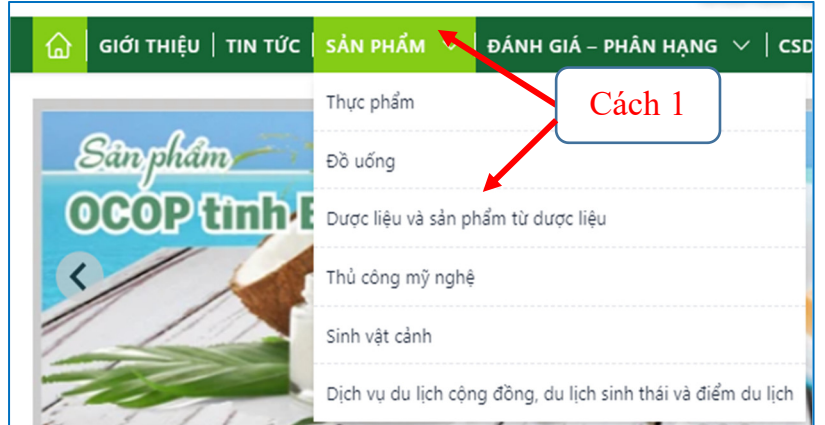 GIỚI THIỆU | TIN TỨC | SẢN PHẨM | ĐÁNH GIÁ – PHÂN HẠNG | CSD
Cách 1
Thực phẩm
Đồ uống
Dược liệu và sản phẩm từ dược liệu
Thủ công mỹ nghệ
Sinh vật cảnh
Dịch vụ du lịch cộng đồng, du lịch sinh thái và điểm du lịch
Sản phẩm
OCOP tỉnh